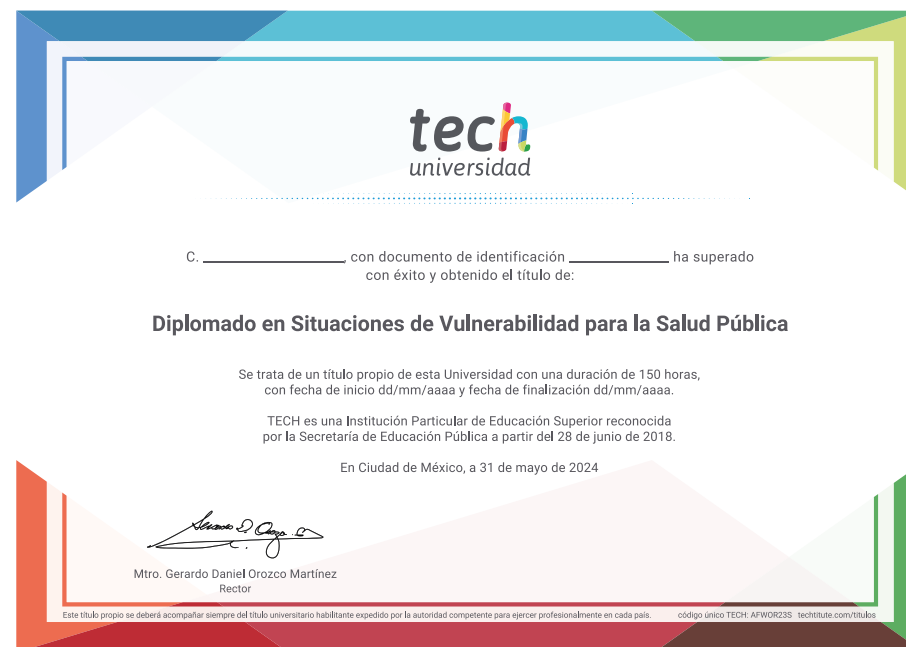 tech
universidad
C. ____________________, con documento de identificación ______________ ha superado
con éxito y obtenido el título de:
Diplomado en Situaciones de Vulnerabilidad para la Salud Pública
Se trata de un título propio de esta Universidad con una duración de 150 horas,
con fecha de inicio dd/mm/aaaa y fecha de finalización dd/mm/aaaa.
TECH es una Institución Particular de Educación Superior reconocida
por la Secretaría de Educación Pública a partir del 28 de junio de 2018.
En Ciudad de México, a 31 de mayo de 2024
Mtro. Gerardo Daniel Orozco Martínez
Rector
Este título propio se deberá acompañar siempre del título universitario habilitante expedido por la autoridad competente para ejercer profesionalmente en cada país. código único TECH: AFWOR23S techtitute.com/titulos